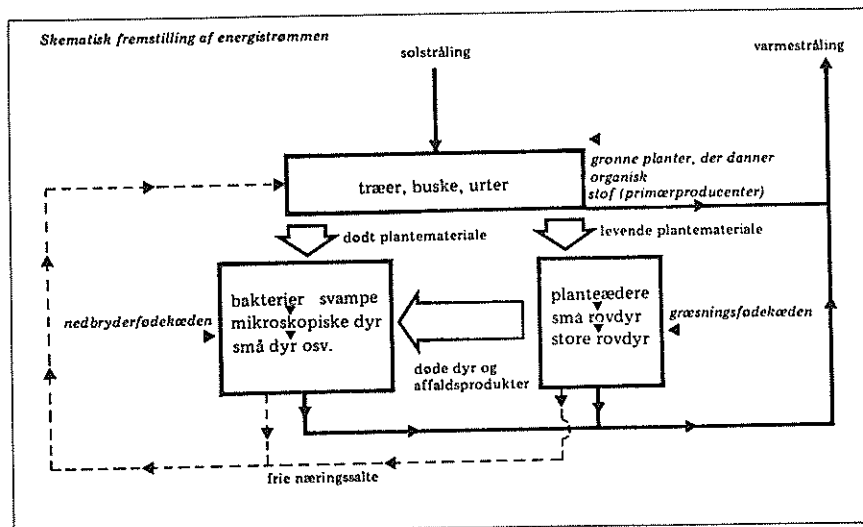 Skematisk fremstilling af energistrømmen
solstråling
varmestråling
træer, buske, urter
grønne planter, der danner
organisk
stof (primærproducenter)
dødt plantemateriale
levende plantemateriale
bakterier svampe
mikroskopiske dyr
små dyr osv.
nedbryderfødekæden
planteædere
små rovdyr
store rovdyr
græsningsfødekæden
døde dyr og
affaldsprodukter
frie næringssalte